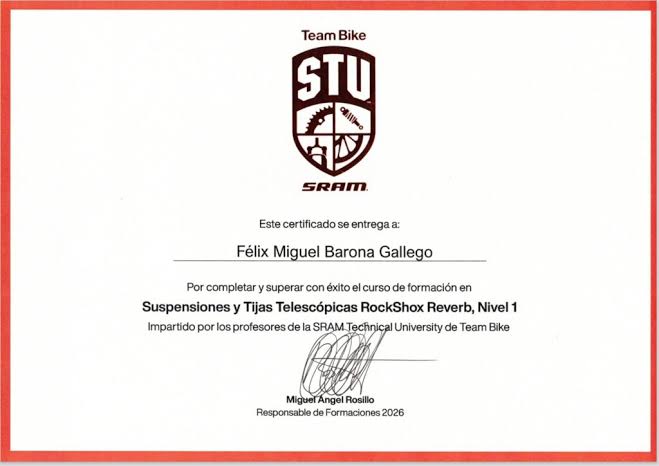 Team Bike
STU
SRAM
Este certificado se entrega a:
Félix Miguel Barona Gallego
Por completar y superar con éxito el curso de formación en
Suspensiones y Tijas Telescópicas RockShox Reverb, Nivel 1
Impartido por los profesores de la SRAM Technical University de Team Bike
Miguel Ángel Rosillo
Responsable de Formaciones 2026